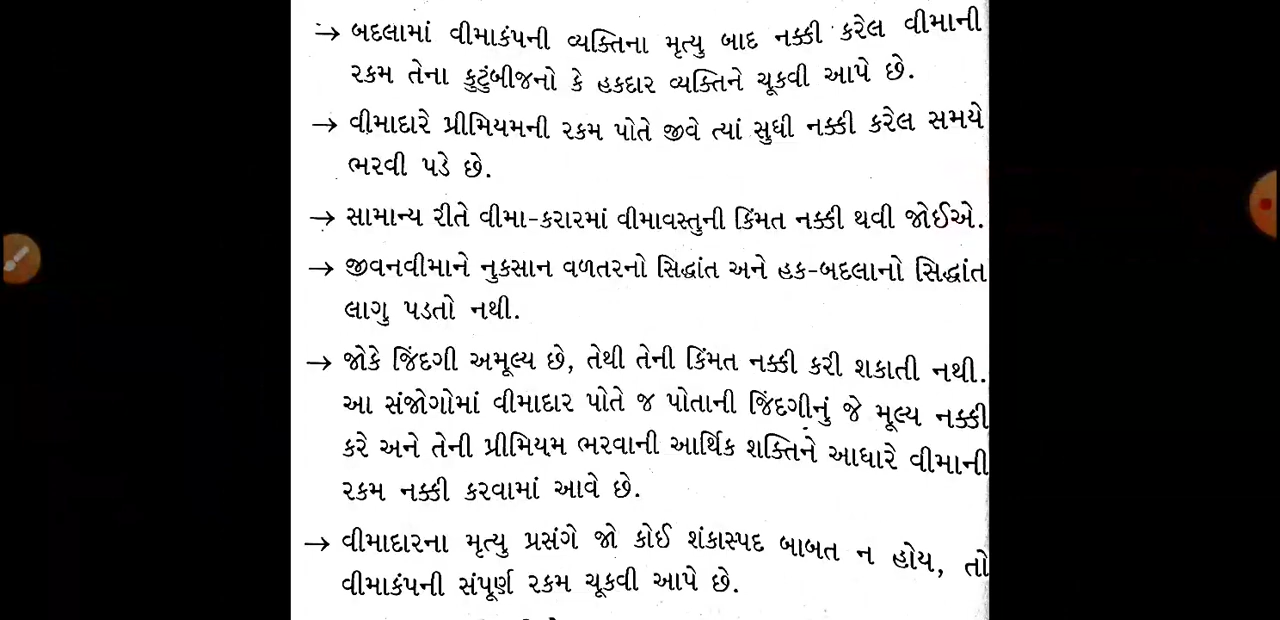 → બદલામાં વીમાકંપની વ્યક્તિના મૃત્યુ બાદ નક્કી કરેલ વીમાની
રકમ તેના કુટુંબીજનો કે હકદાર વ્યક્તિને ચૂકવી આપે છે.
→ વીમાદારે પ્રીમિયમની રકમ પોતે જીવે ત્યાં સુધી નક્કી કરેલ સમયે
ભરવી પડે છે.
→ સામાન્ય રીતે વીમા-કરારમાં વીમાવસ્તુની કિંમત નક્કી થવી જોઈએ.
→ જીવનવીમાને નુકસાન વળતરનો સિદ્ધાંત અને હક-બદલાનો સિદ્ધાંત
લાગુ પડતો નથી.
→ જોકે જિંદગી અમૂલ્ય છે, તેથી તેની કિંમત નક્કી કરી શકાતી નથી.
આ સંજોગોમાં વીમાદાર પોતે જ પોતાની જિંદગીનું જે મૂલ્ય નક્કી
કરે અને તેની પ્રીમિયમ ભરવાની આર્થિક શક્તિને આધારે વીમાની
રકમ નક્કી કરવામાં આવે છે.
→ વીમાદારના મૃત્યુ પ્રસંગે જો કોઈ શંકાસ્પદ બાબત ન હોય, તો
વીમાકંપની સંપૂર્ણ રકમ ચૂકવી આપે છે.